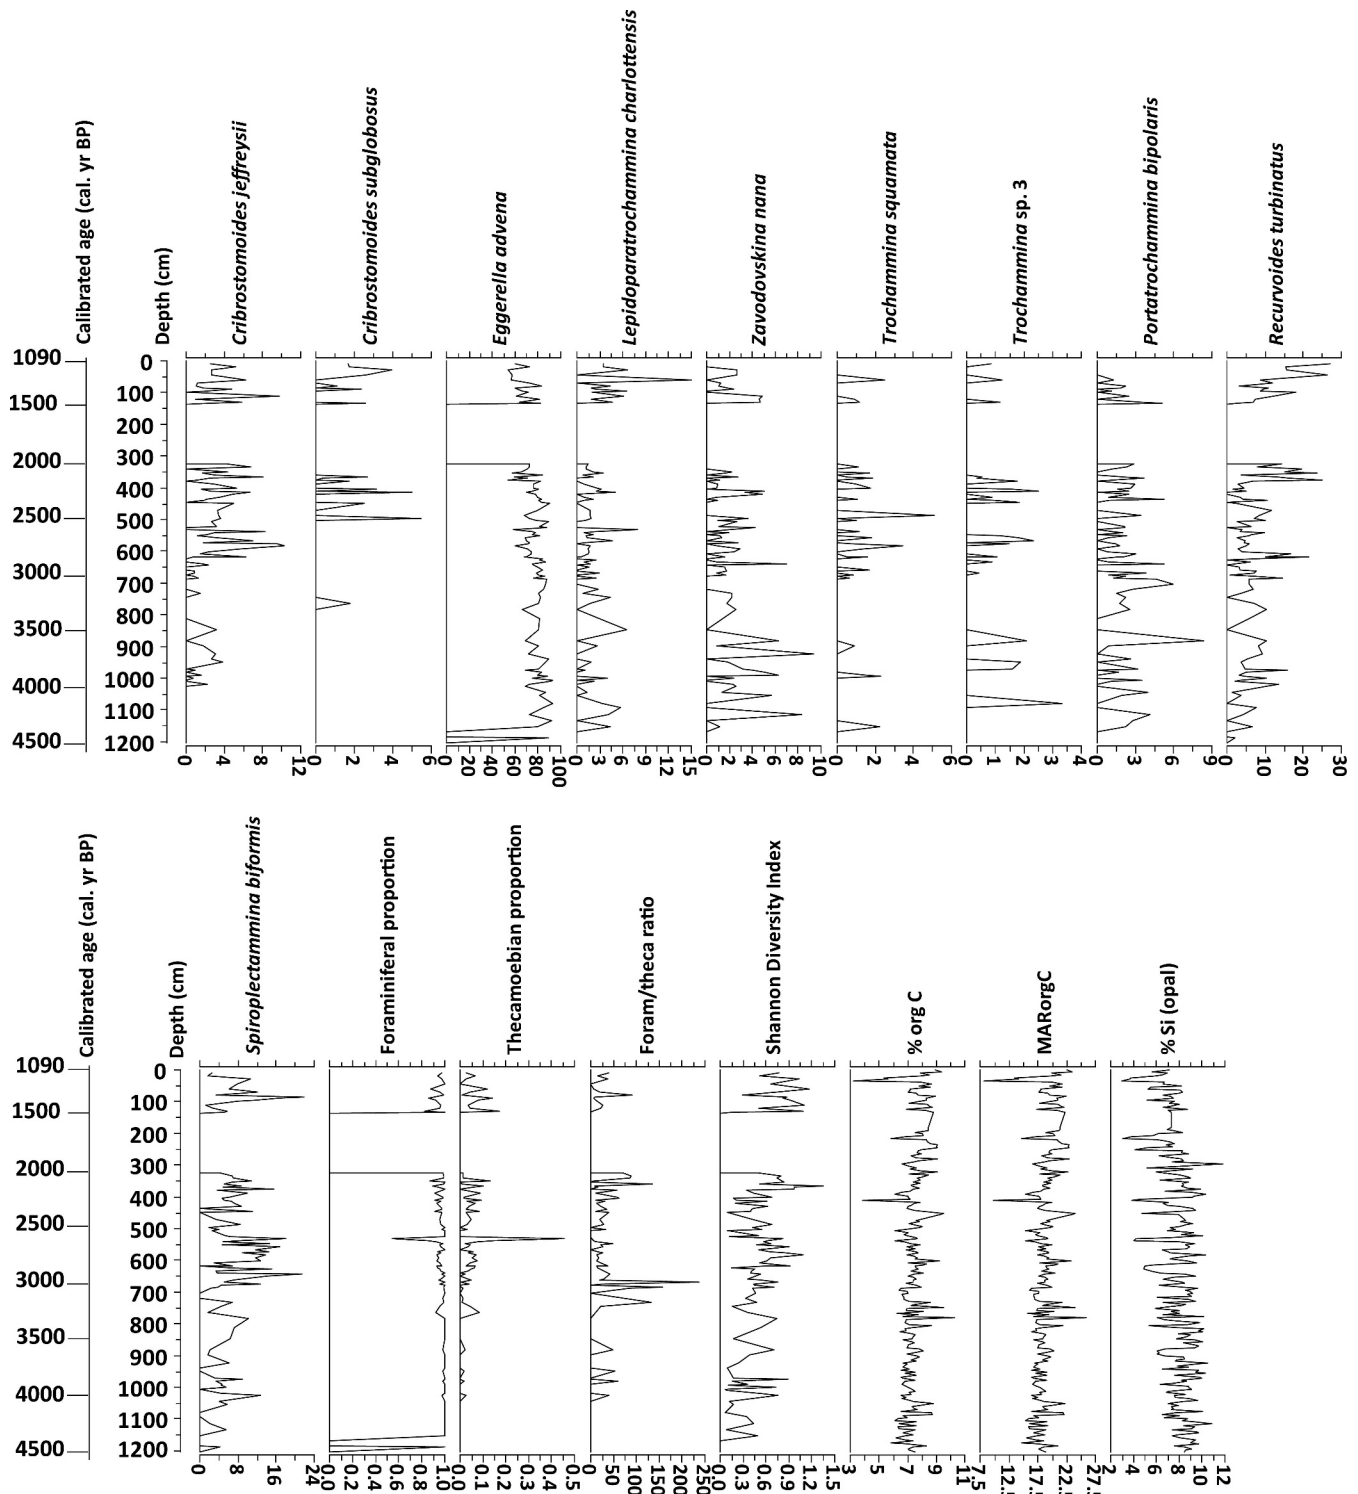 Calibrated age (cal. yr BP)
Depth (cm)
Cribrostomoides jeffreysii
Cribrostomoides subglobosus
Eggerella advena
Lepidoparatrochammina charlottensis
Zavodovskina nana
Trochammina squamata
Trochammina sp. 3
Portatrochammina bipolaris
Recurvoides turbinatus
1090
1500
2000
2500
3000
3500
4000
4500
0
100
200
300
400
500
600
700
800
900
1000
1100
1200
0 4 8 12
0 2 4 6
0 20 40 60 80 100
0 3 6 9 12 15
0 2 4 6 8 10
0 2 4 6
0 1 2 3 4
0 3 6 9
0 10 20 30
Calibrated age (cal. yr BP)
Depth (cm)
Spiroplectammina biformis
Foraminiferal proportion
Thecamoebian proportion
Foram/theca ratio
Shannon Diversity Index
% org C
MARorgC
% Si (opal)
1090
1500
2000
2500
3000
3500
4000
4500
0
100
200
300
400
500
600
700
800
900
1000
1100
1200
0 8 16 24
0.0 0.2 0.4 0.6 0.8 1.0
0.0 0.1 0.2 0.3 0.4 0.5
0 50 100 150 200 250
0.0 0.3 0.6 0.9 1.2 1.5
3 5 7 9 11
7.5 12.5 17.5 22.5 27.5
2 4 6 8 10 12